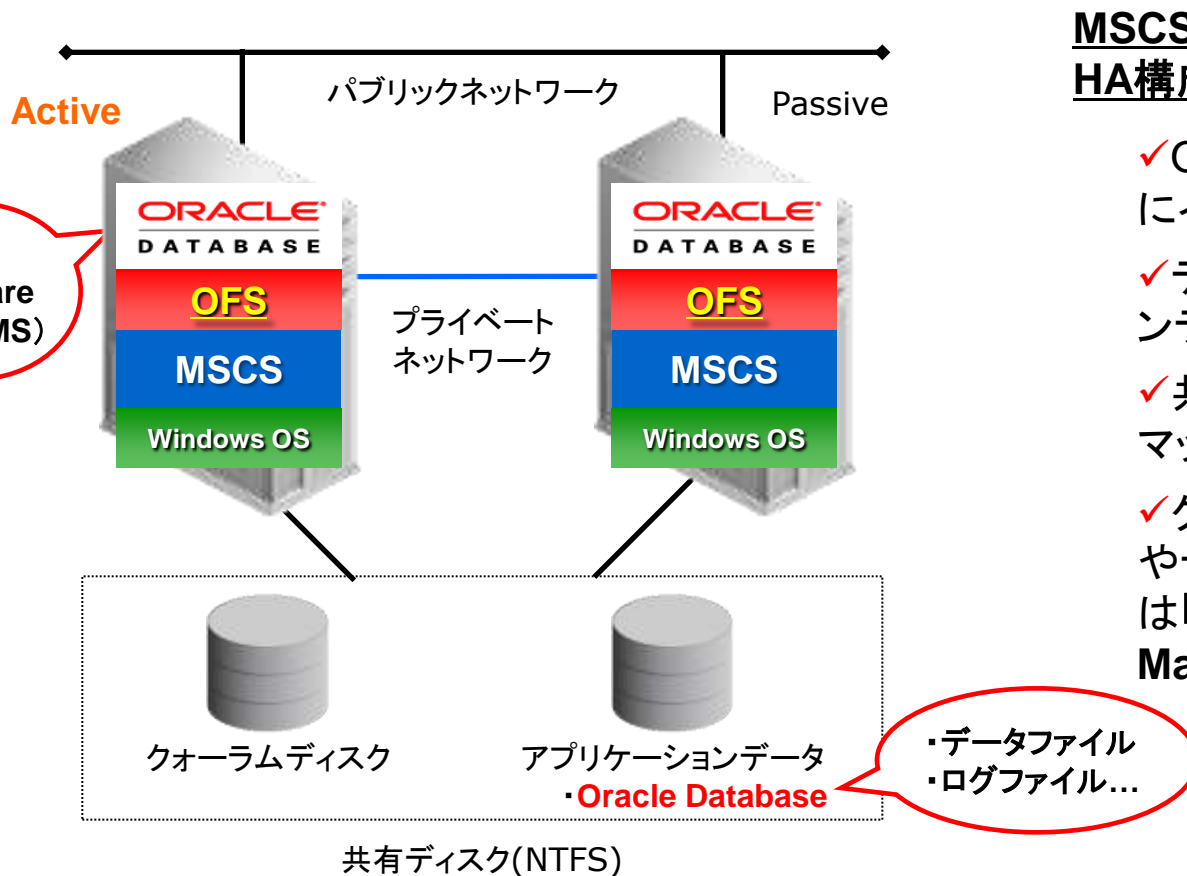 パブリックネットワーク
Active
Passive
ORACLE
DATABASE
OFS
MSCS
Windows OS
ORACLE
DATABASE
OFS
MSCS
Windows OS
プライベート
ネットワーク
クォーラムディスク
アプリケーションデータ
・Oracle Database
・データファイル
・ログファイル…
共有ディスク(NTFS)
MSCS
HA構